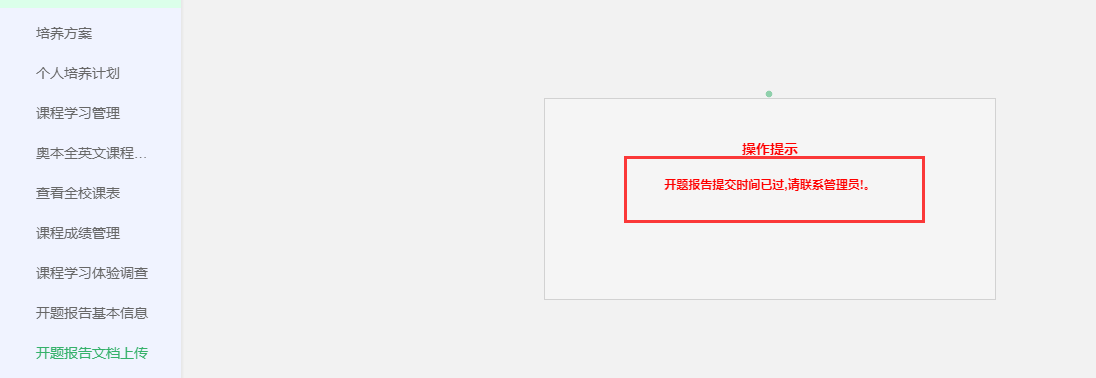 培养方案
个人培养计划
课程学习管理
奥本全英文课程...
查看全校课表
课程成绩管理
课程学习体验调查
开题报告基本信息
开题报告文档上传
操作提示
开题报告提交时间已过,请联系管理员!。